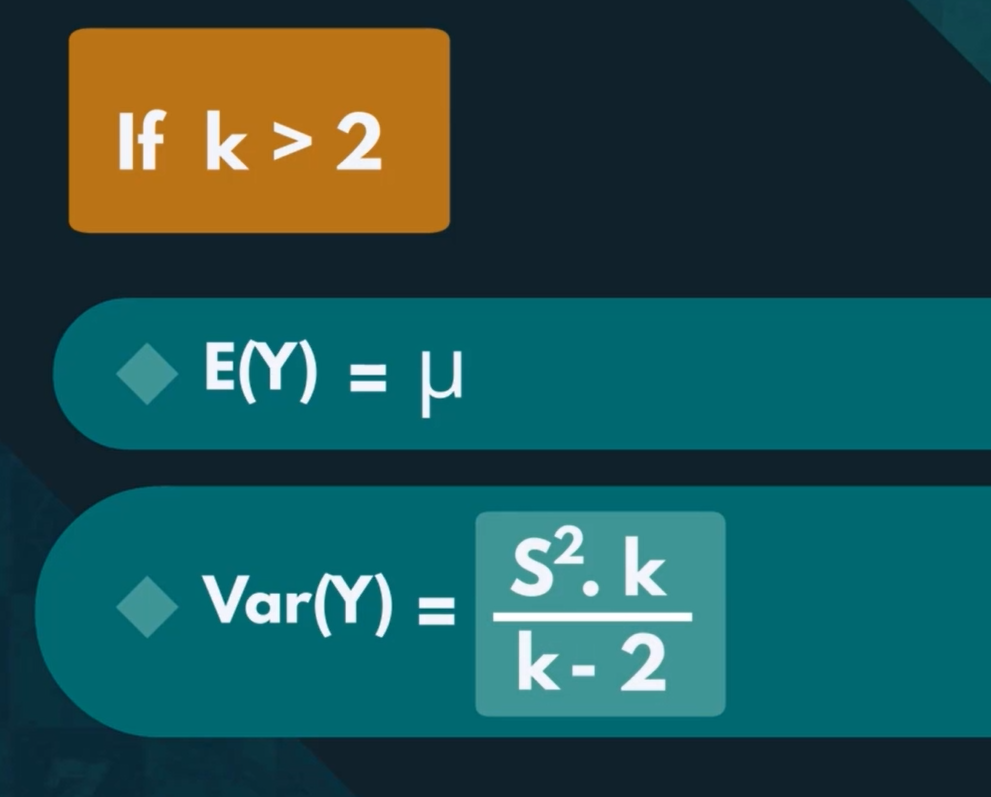 If k > 2
E(Y) = μ
Var(Y) = S². k
k - 2